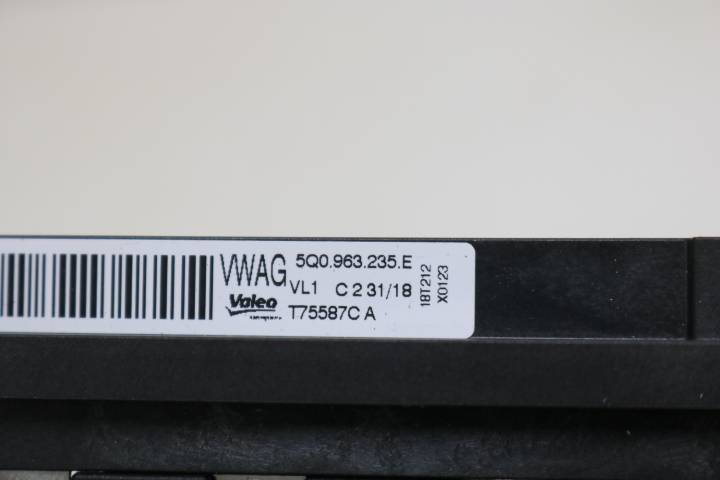 VWAG 5Q0.963.235.E
VL1 C 2 31/18
Valeo T75587C A
18T212
X0123